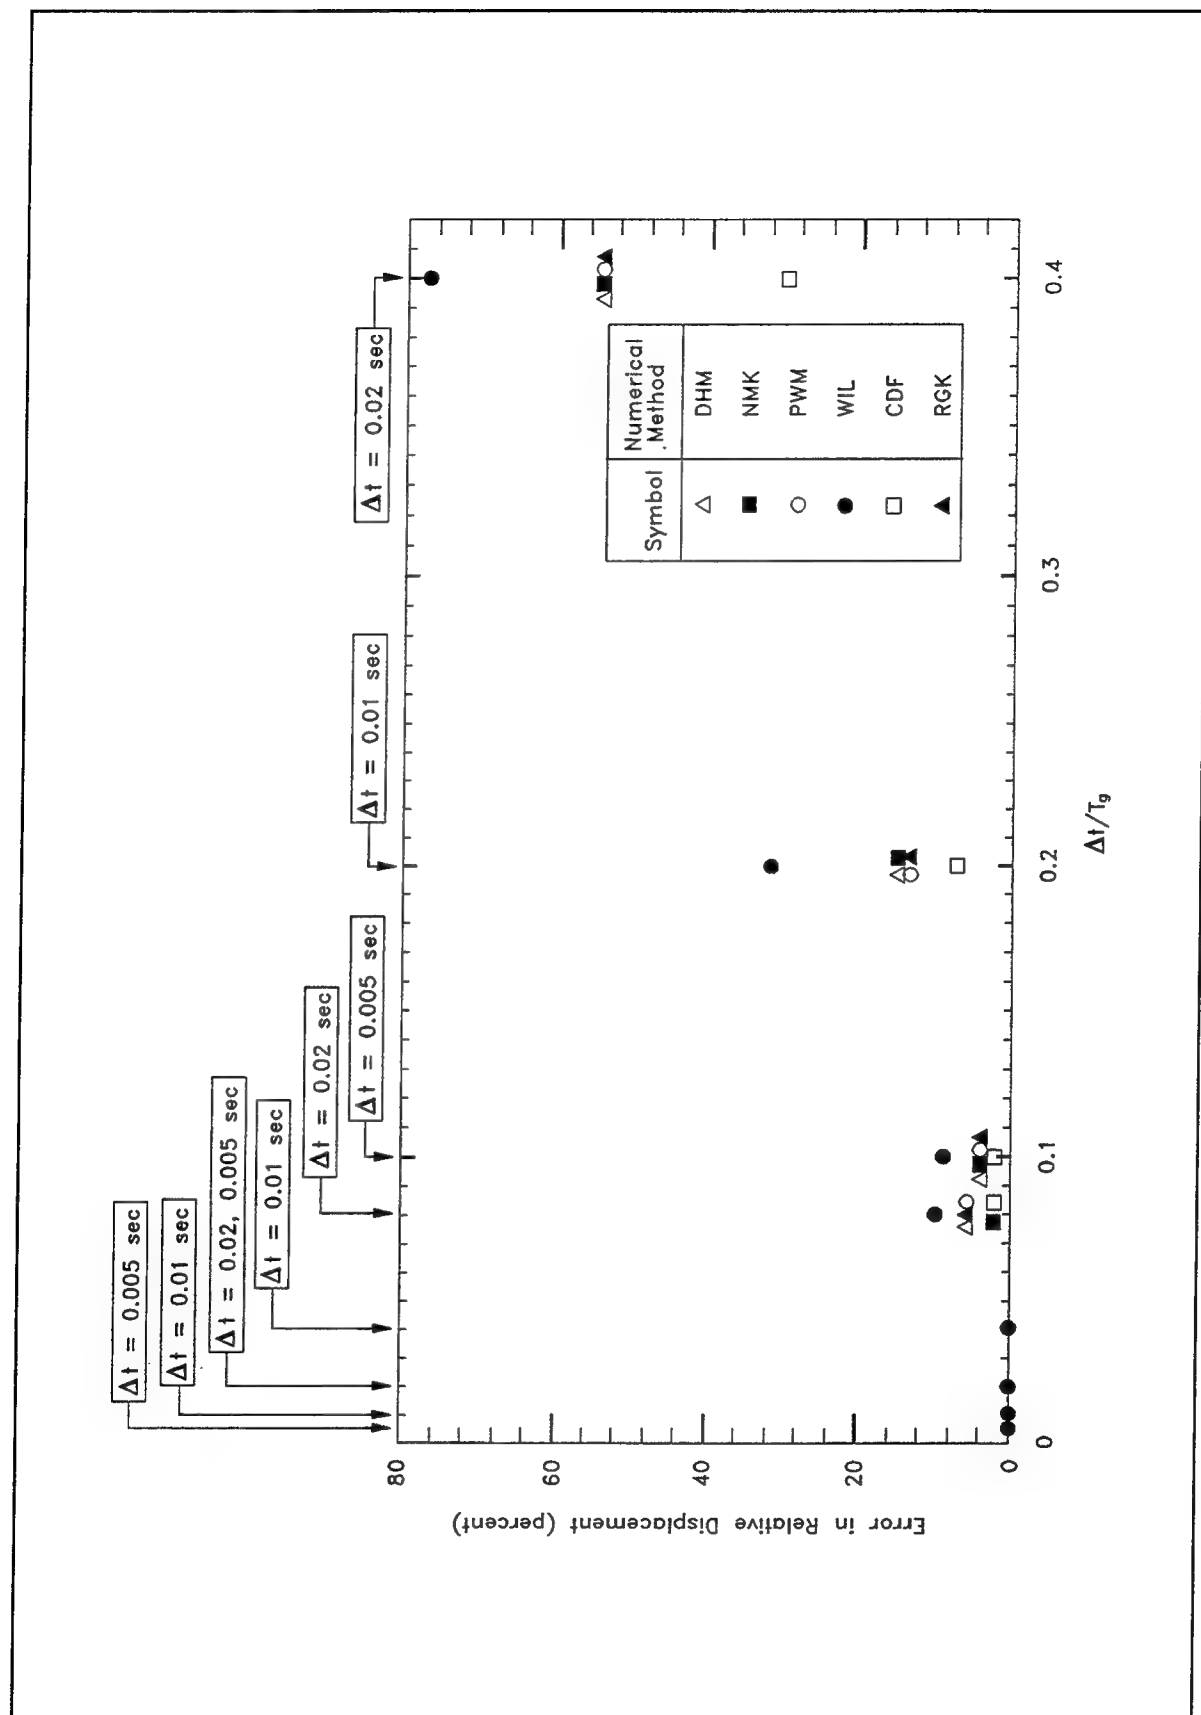 Δt = 0.005 sec
Δt = 0.01 sec
Δt = 0.02, 0.005 sec
Δt = 0.01 sec
Δt = 0.02 sec
Δt = 0.005 sec
Δt = 0.01 sec
Δt = 0.02 sec
Error in Relative Displacement (percent)
80
60
40
20
0
Symbol Numerical Method
DHM
NMK
PWM
WIL
CDF
RGK
0 0.1 0.2 0.3 0.4
Δt/Tg